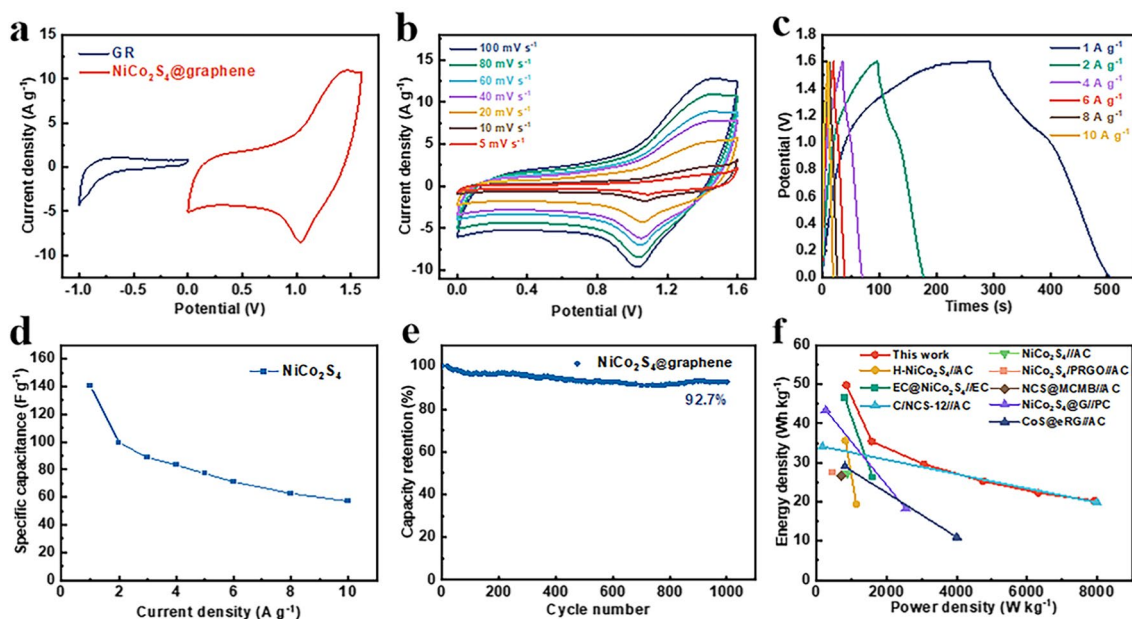 a
GR
NiCo₂S₄@graphene
Current density (A g⁻¹)
15
10
5
0
-5
-10
-1.0
-0.5
0.0
0.5
1.0
1.5
Potential (V)
b
100 mV s⁻¹
80 mV s⁻¹
60 mV s⁻¹
40 mV s⁻¹
20 mV s⁻¹
10 mV s⁻¹
5 mV s⁻¹
Current density (A g⁻¹)
15
10
5
0
-5
-10
0.0
0.4
0.8
1.2
1.6
Potential (V)
c
1 A g⁻¹
2 A g⁻¹
4 A g⁻¹
6 A g⁻¹
8 A g⁻¹
10 A g⁻¹
Potential (V)
2.0
1.6
1.2
0.8
0.4
0.0
0
100
200
300
400
500
Times (s)
d
NiCo₂S₄
Specific capacitance (F g⁻¹)
160
140
120
100
80
60
40
20
0
0
2
4
6
8
10
Current density (A g⁻¹)
e
NiCo₂S₄@graphene
92.7%
Capacity retention (%)
100
80
60
40
20
0
0
200
400
600
800
1000
Cycle number
f
This work
H-NiCo₂S₄//AC
EC@NiCo₂S₄//EC
C/NCS-12//AC
NiCo₂S₄//AC
NiCo₂S₄/PRGO//AC
NCS@MCMB//AC
NiCo₂S₄@G//PC
CoS@eRG//AC
Energy density (Wh kg⁻¹)
60
50
40
30
20
10
0
0
2000
4000
6000
8000
Power density (W kg⁻¹)